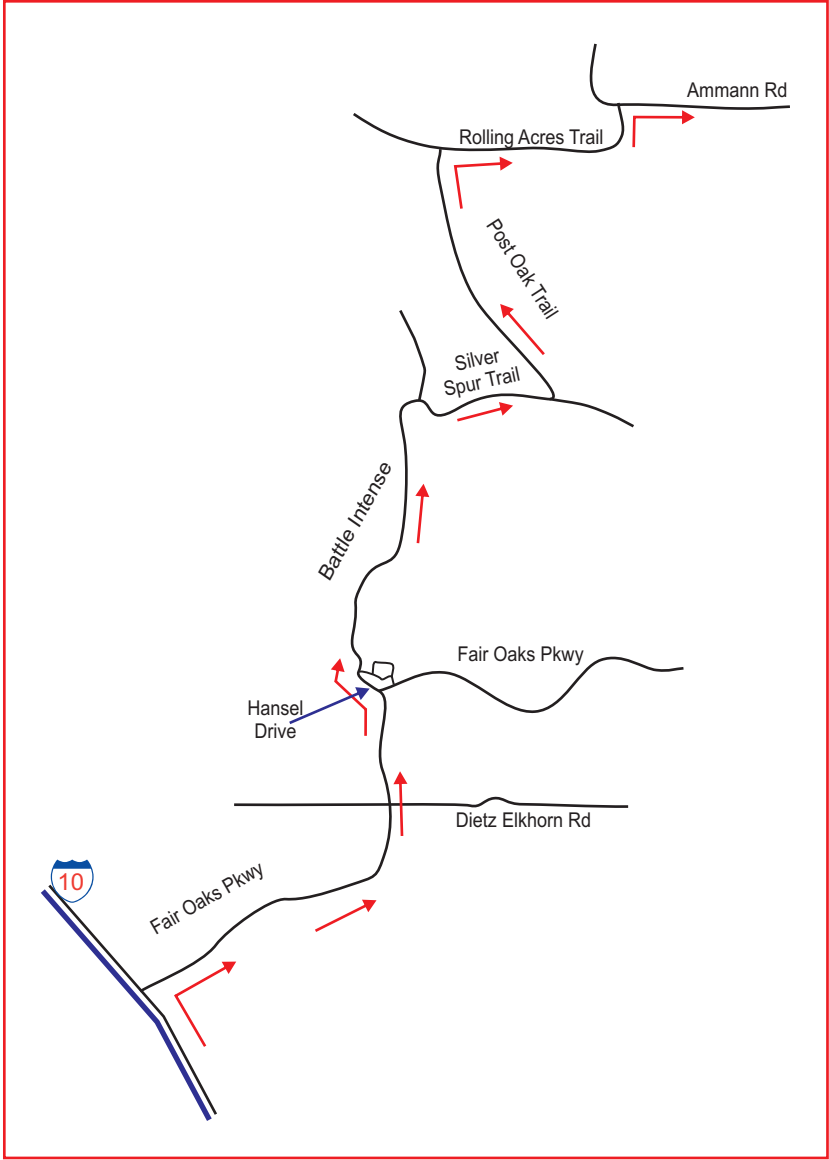 Ammann Rd
Rolling Acres Trail
Post Oak Trail
Silver
Spur Trail
Battle Intense
Fair Oaks Pkwy
Hansel
Drive
Dietz Elkhorn Rd
10
Fair Oaks Pkwy